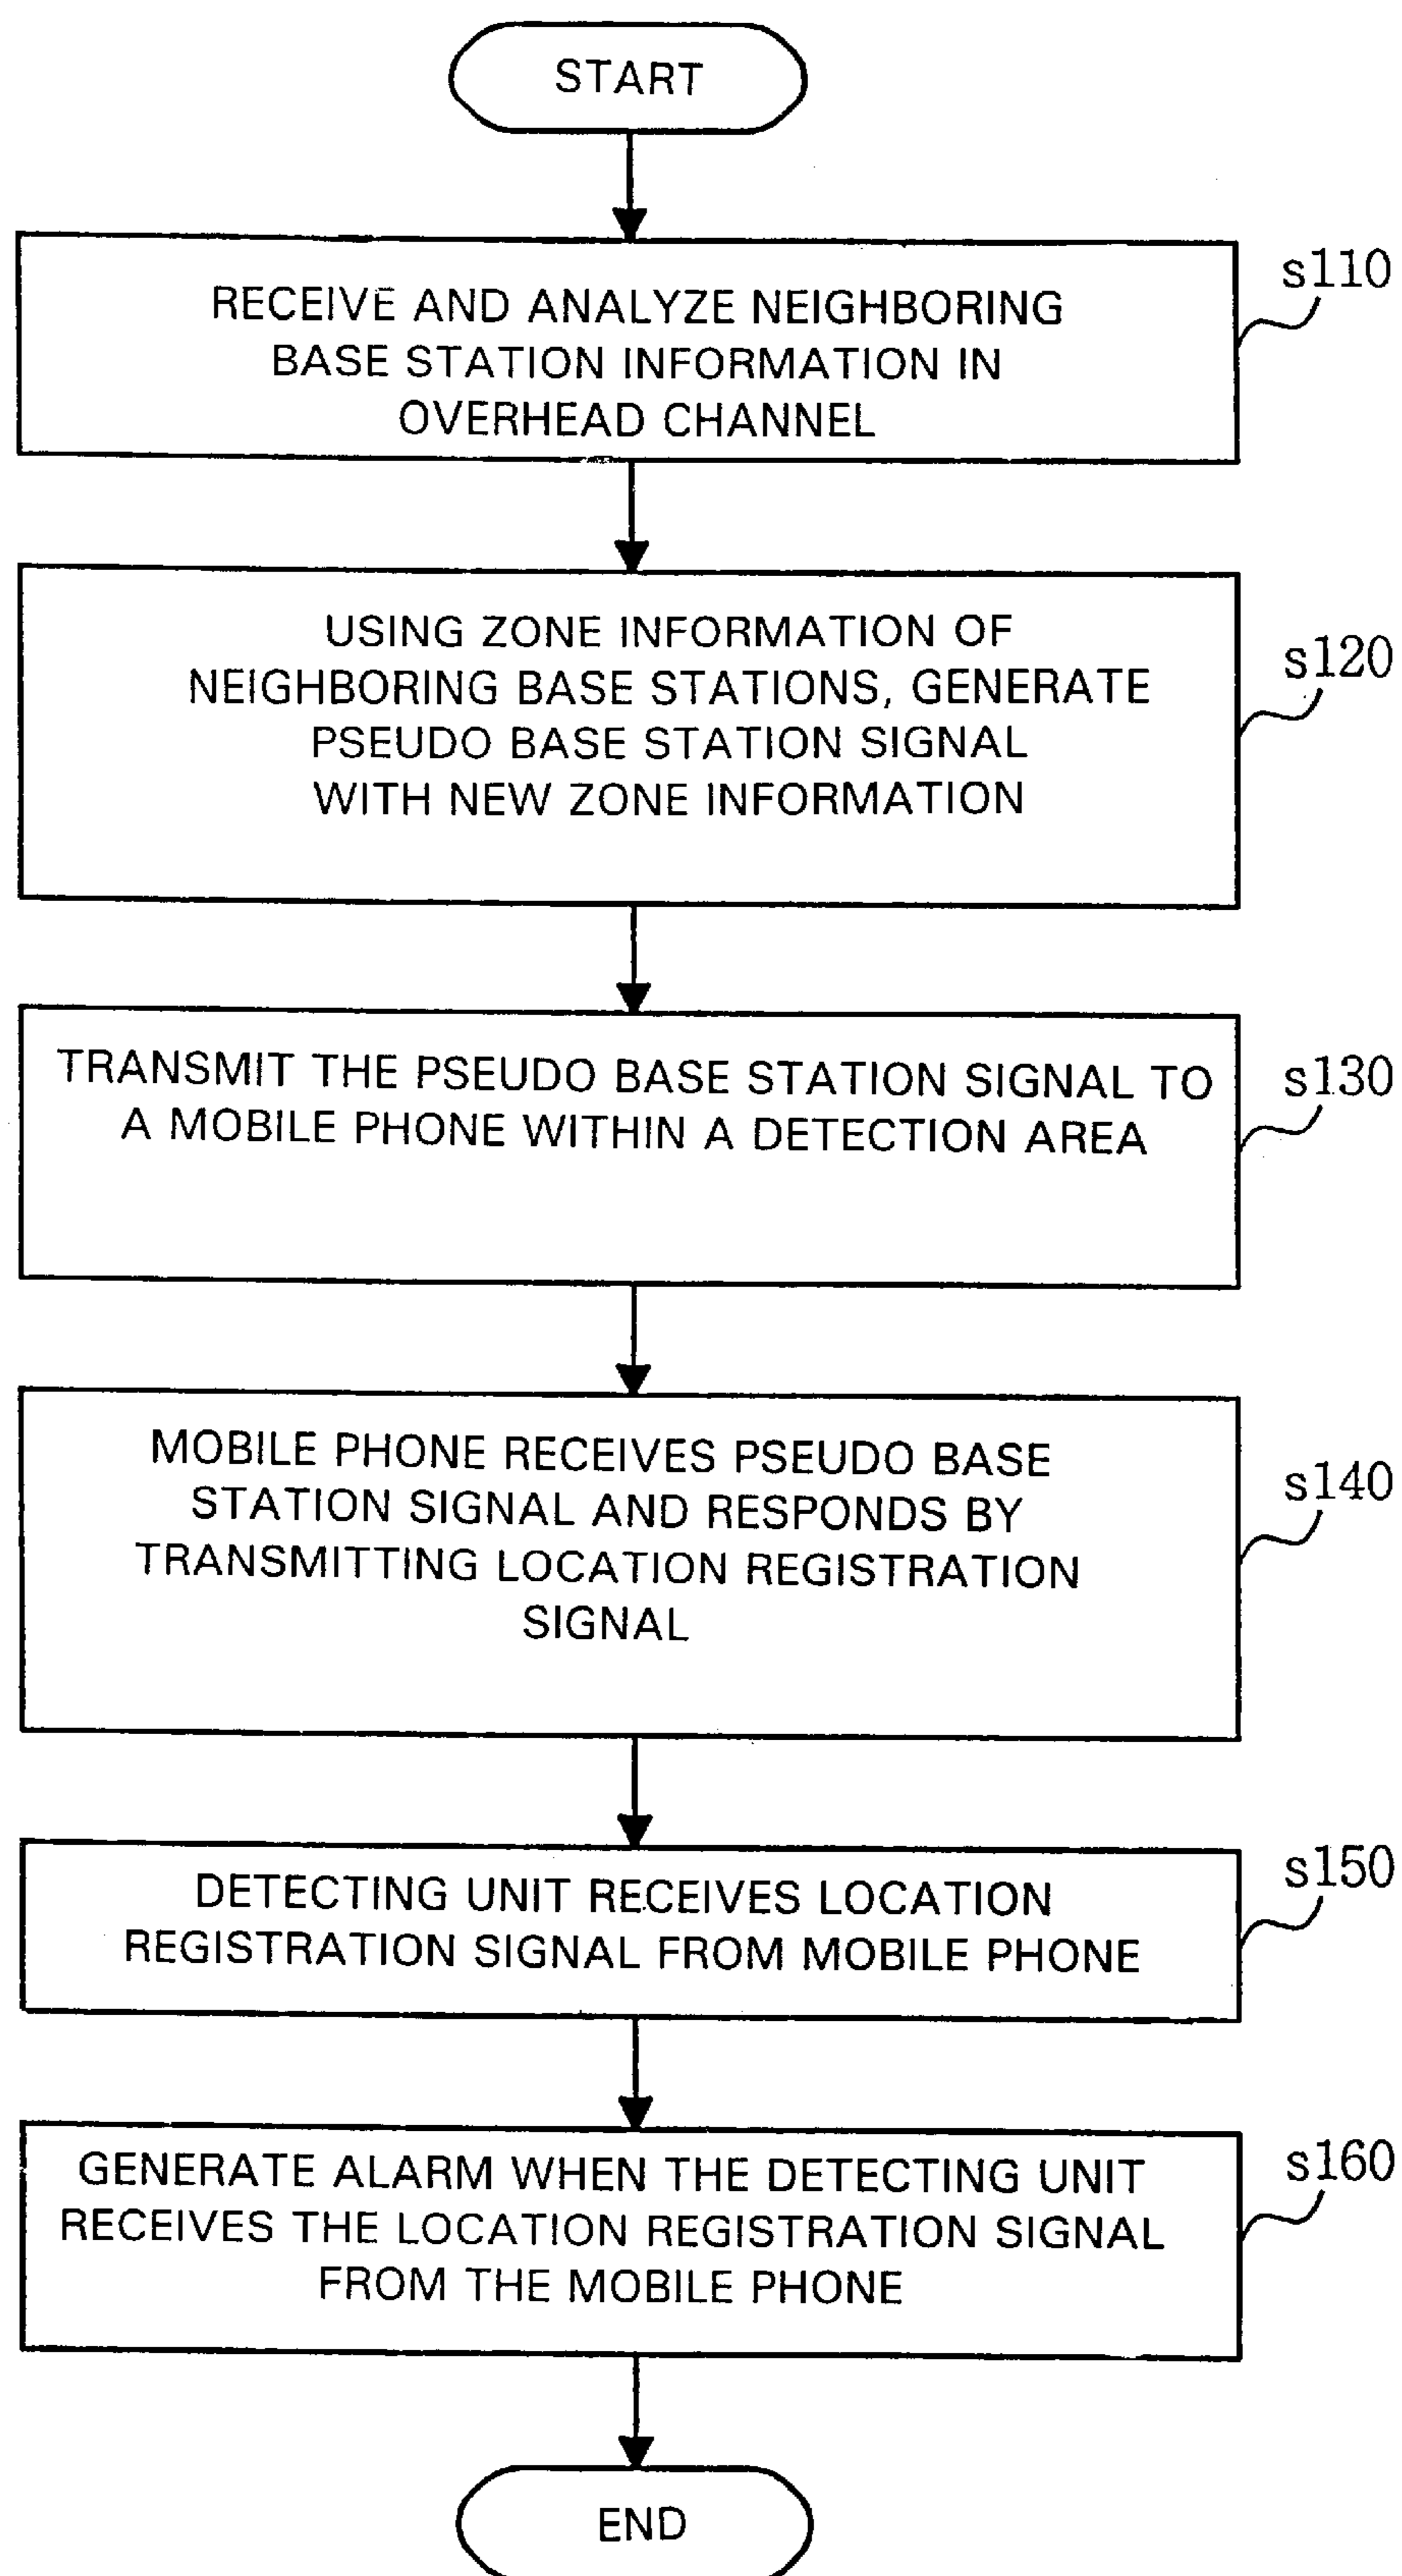 START
s110
RECEIVE AND ANALYZE NEIGHBORING
BASE STATION INFORMATION IN
OVERHEAD CHANNEL
s120
USING ZONE INFORMATION OF
NEIGHBORING BASE STATIONS, GENERATE
PSEUDO BASE STATION SIGNAL
WITH NEW ZONE INFORMATION
s130
TRANSMIT THE PSEUDO BASE STATION SIGNAL TO
A MOBILE PHONE WITHIN A DETECTION AREA
s140
MOBILE PHONE RECEIVES PSEUDO BASE
STATION SIGNAL AND RESPONDS BY
TRANSMITTING LOCATION REGISTRATION
SIGNAL
s150
DETECTING UNIT RECEIVES LOCATION
REGISTRATION SIGNAL FROM MOBILE PHONE
s160
GENERATE ALARM WHEN THE DETECTING UNIT
RECEIVES THE LOCATION REGISTRATION SIGNAL
FROM THE MOBILE PHONE
END